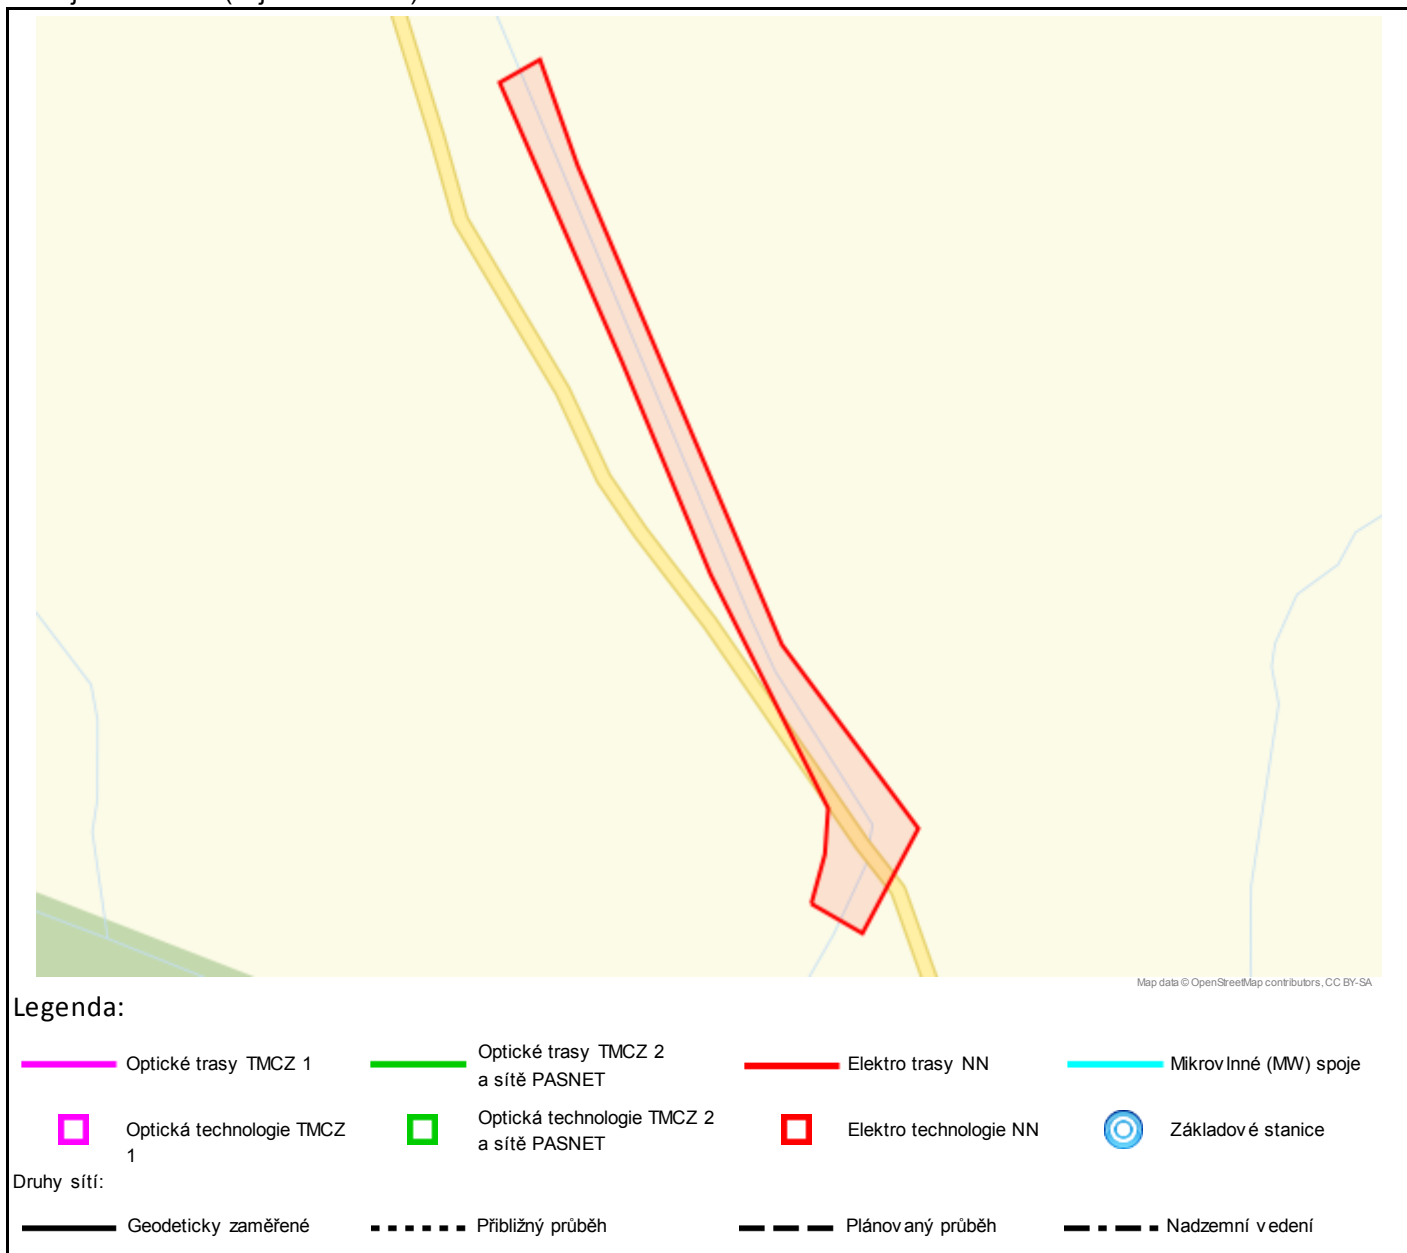 Map data © OpenStreetMap contributors, CC BY-SA
Legenda:
Optické trasy TMCZ 1
Optické trasy TMCZ 2
a sítě PASNET
Elektro trasy NN
Mikrovlnné (MW) spoje
Optická technologie TMCZ
1
Optická technologie TMCZ 2
a sítě PASNET
Elektro technologie NN
Základové stanice
Druhy sítí:
Geodeticky zaměřené
Přibližný průběh
Plánovaný průběh
Nadzemní vedení